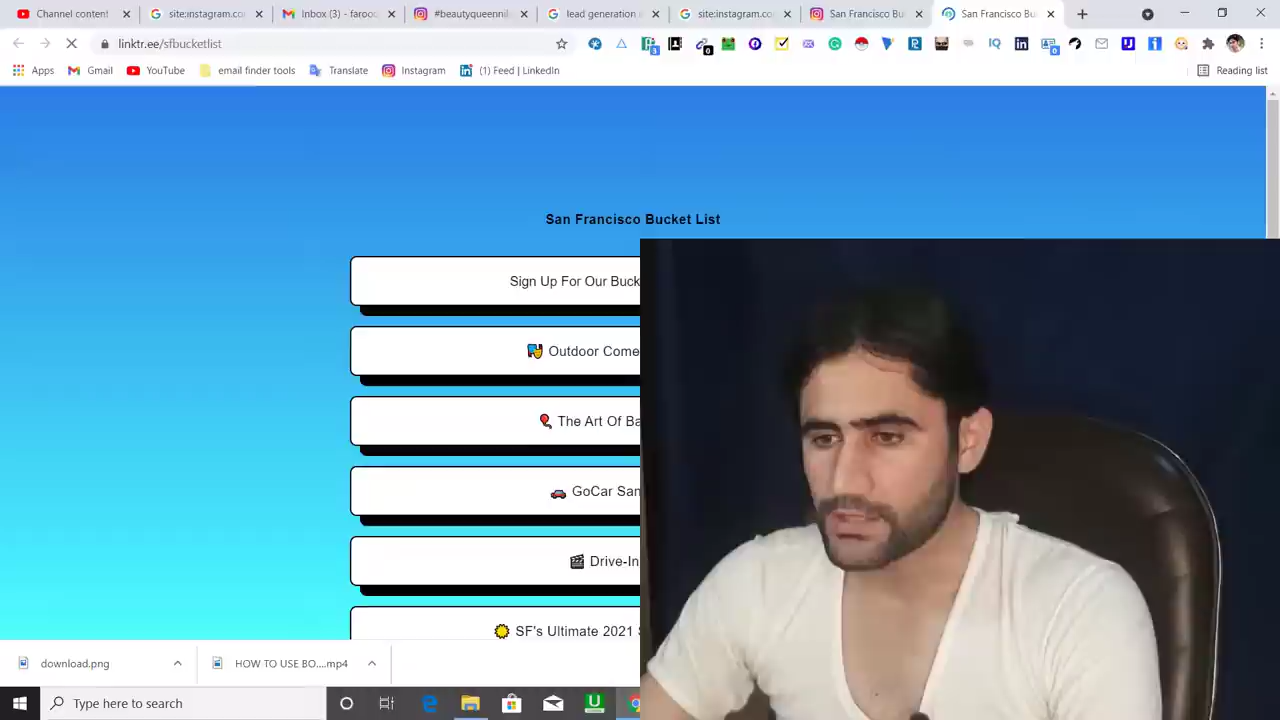 Channel content
site:instagram.com
Inbox (3) - faroo
#beautyqueennil
lead generation i
site:instagram.co
San Francisco Bu
San Francisco Bu
linktr.ee/sfbucketlist
Apps
Gmail
YouTube
email finder tools
Translate
Instagram
(1) Feed | LinkedIn
Reading list
San Francisco Bucket List
Sign Up For Our Buck
Outdoor Come
The Art Of Ba
GoCar San
Drive-In
SF's Ultimate 2021
download.png
HOW TO USE BO....mp4
Type here to search